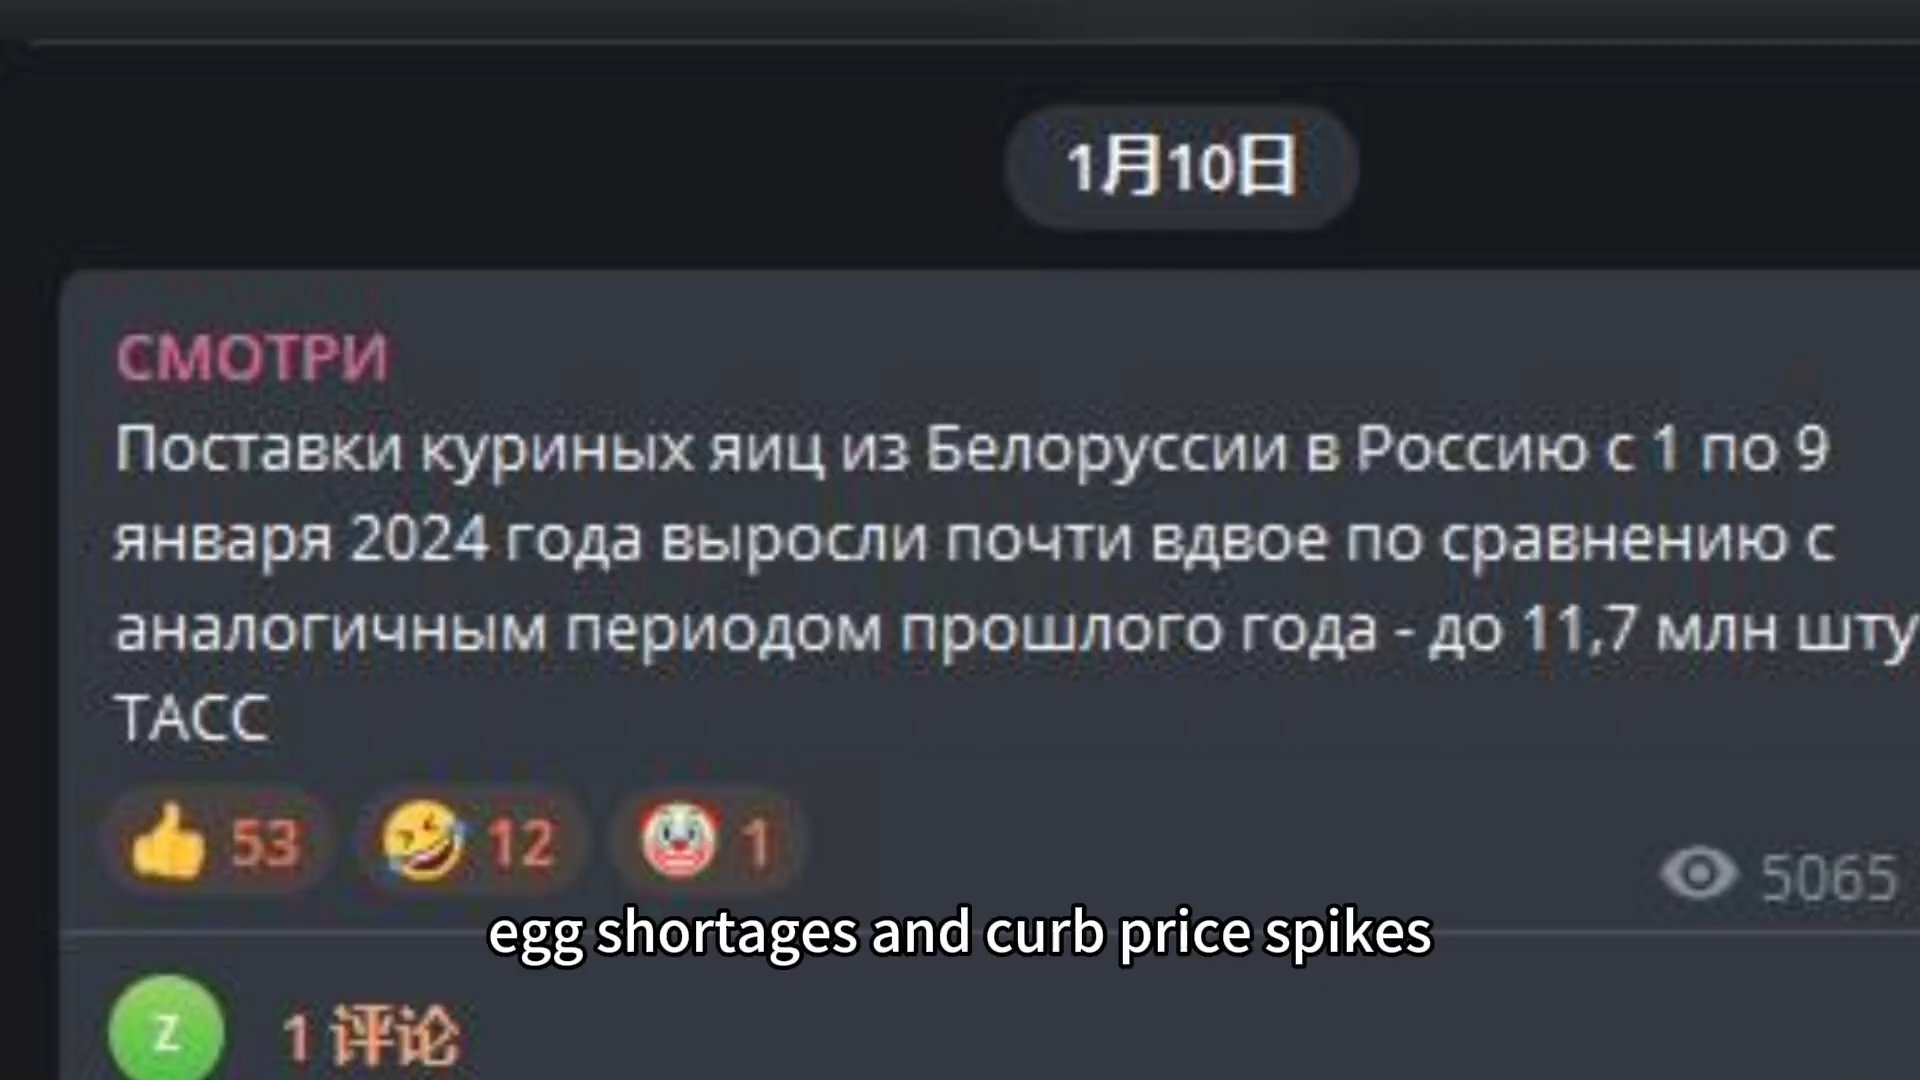 1月10日
СМОТРИ
Поставки куриных яиц из Белоруссии в Россию с 1 по 9
января 2024 года выросли почти вдвое по сравнению с
аналогичным периодом прошлого года - до 11,7 млн шту
ТАСС
👍 53 🤣 12 🤡 1
5065
egg shortages and curb price spikes
Z
1 评论